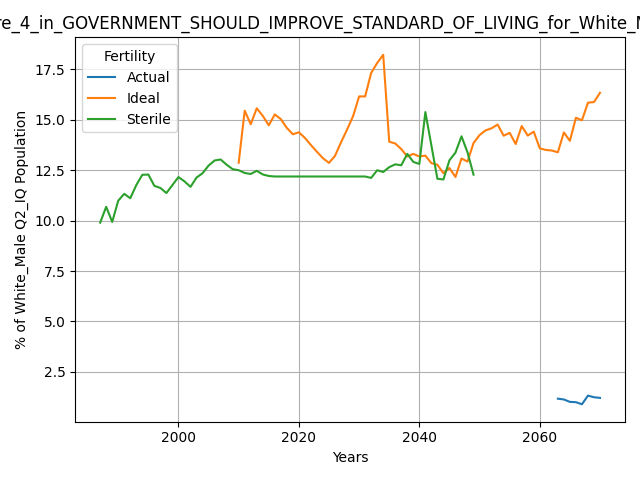 re_4_in_GOVERNMENT_SHOULD_IMPROVE_STANDARD_OF_LIVING_for_White_M
Fertility
Actual
Ideal
Sterile
% of White_Male Q2_IQ Population
17.5
15.0
12.5
10.0
7.5
5.0
2.5
2000
2020
2040
2060
Years